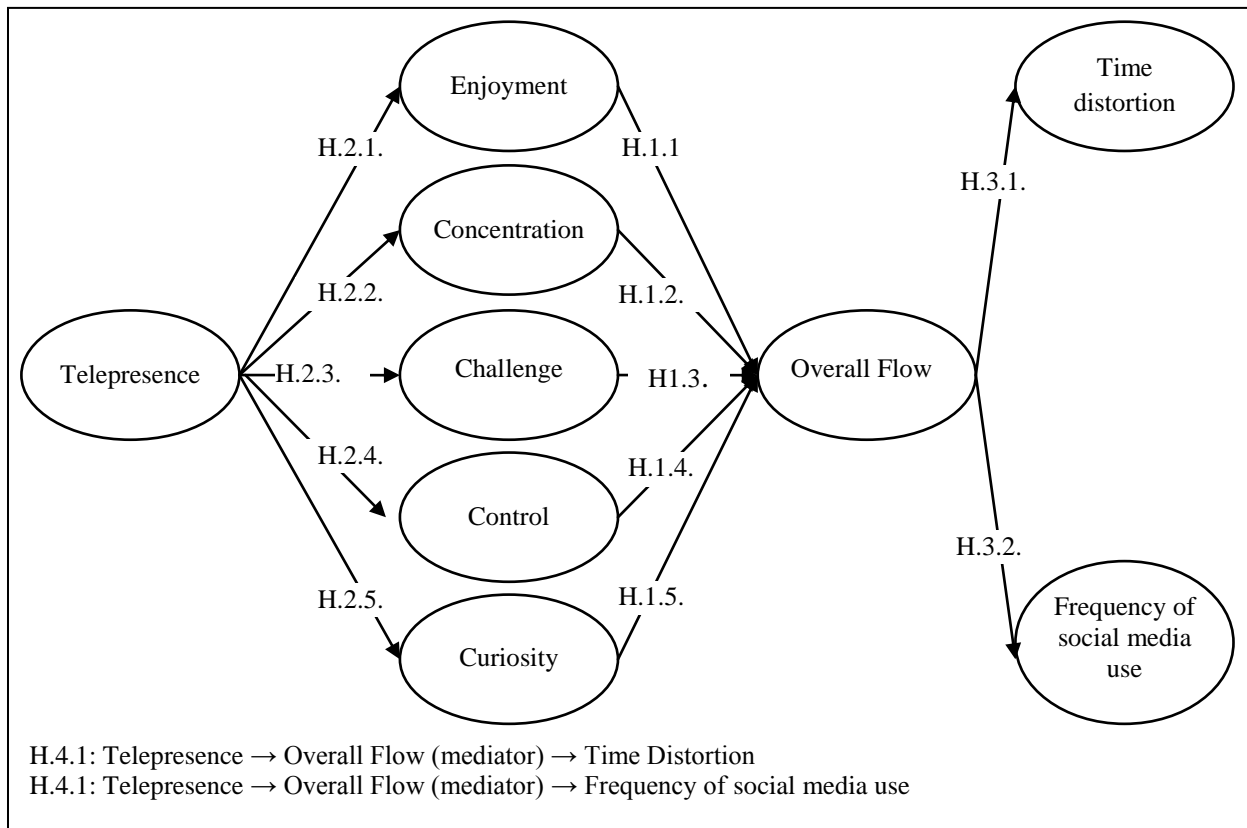 Enjoyment
Time
distortion
H.2.1.
H.1.1
H.3.1.
Concentration
H.2.2.
H.1.2.
Telepresence
H.2.3.
Challenge
H1.3.
Overall Flow
H.2.4.
H.1.4.
Control
H.3.2.
H.2.5.
H.1.5.
Curiosity
Frequency of
social media
use
H.4.1: Telepresence → Overall Flow (mediator) → Time Distortion
H.4.1: Telepresence → Overall Flow (mediator) → Frequency of social media use